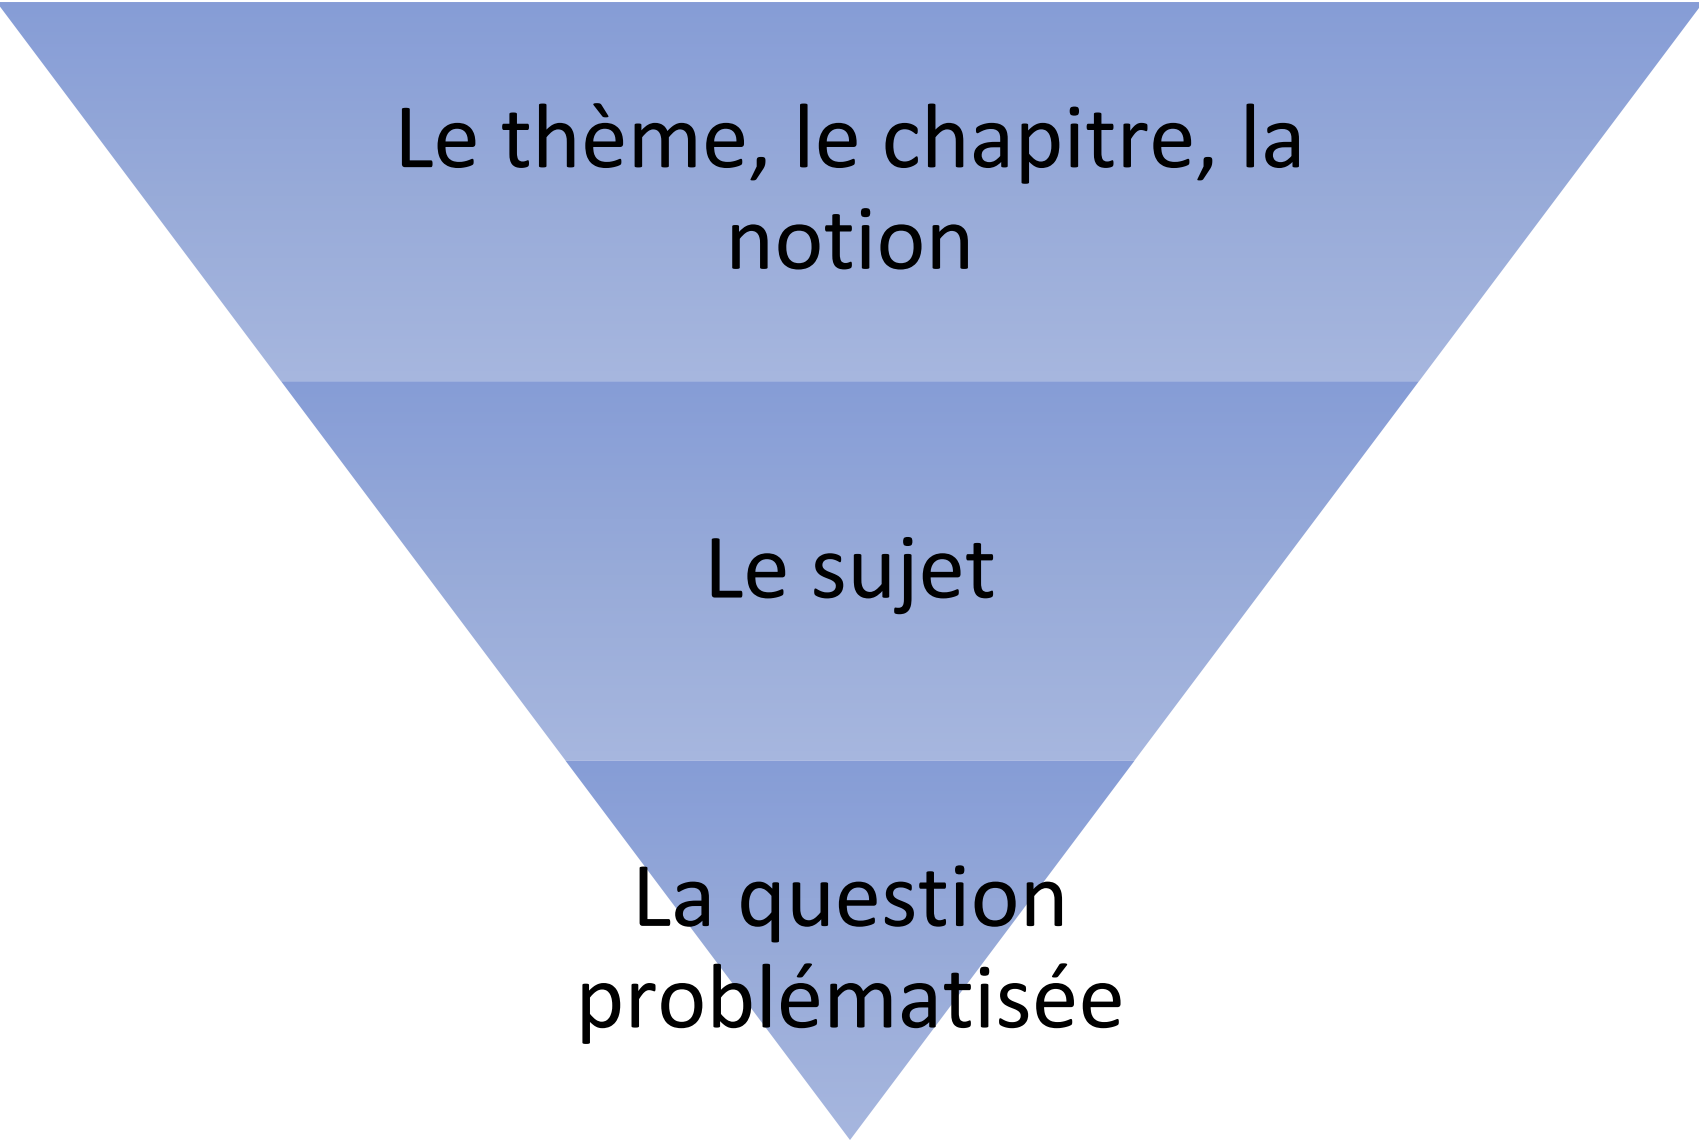 Le thème, le chapitre, la
notion
Le sujet
La question
problématisée